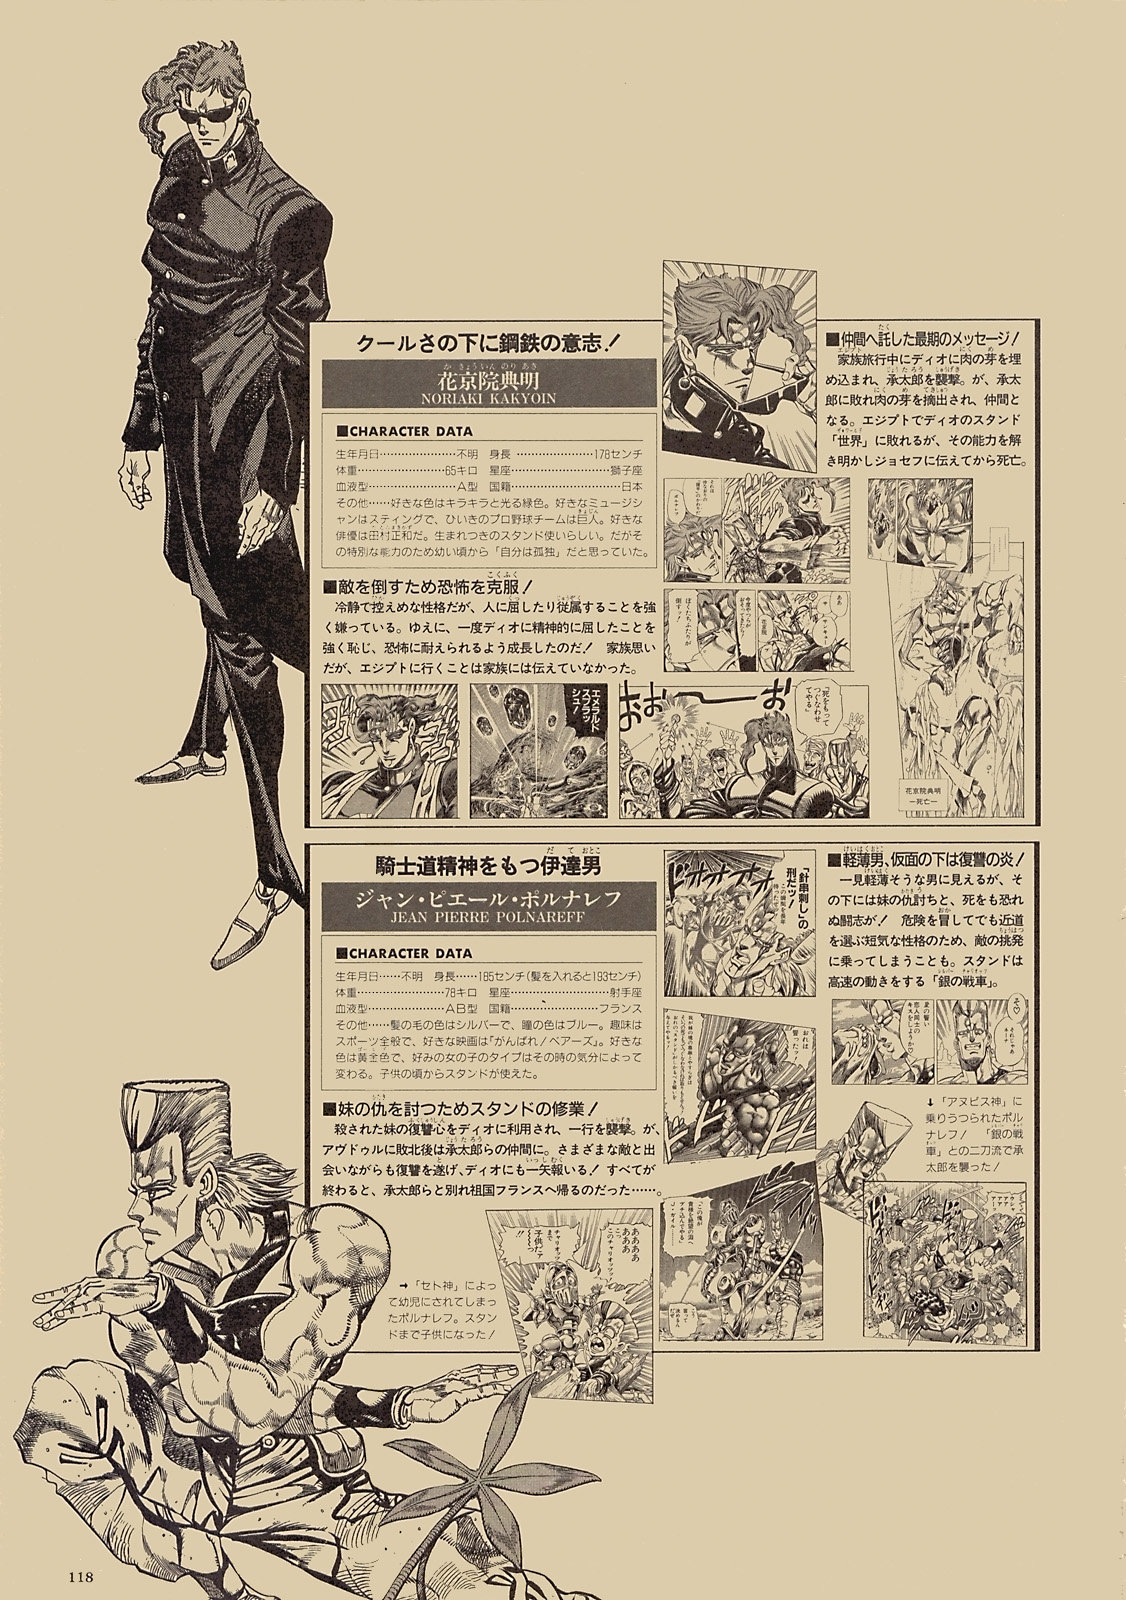 クールさの下に鋼鉄の意志！
花京院典明
NORIAKI KAKYOIN
■CHARACTER DATA
生年月日……………………不明 身長 ……………………178センチ
体重……………………65キロ 星座……………………獅子座
血液型……………………A型 国籍……………………日本
その他……好きな色はキラキラと光る緑色。好きなミュージシ
ャンはスティングで、ひいきのプロ野球チームは巨人。好きな
俳優は田村正和だ。生まれつきのスタンド使いらしい。だがそ
の特別な能力のため幼い頃から「自分は孤独」だと思っていた。
■敵を倒すため恐怖を克服！
冷静で控えめな性格だが、人に屈したり従属することを強
く嫌っている。ゆえに、一度ディオに精神的に屈したことを
強く恥じ、恐怖に耐えられるよう成長したのだ！ 家族思い
だが、エジプトに行くことは家族には伝えていなかった。
■仲間へ託した最期のメッセージ！
家族旅行中にディオに肉の芽を埋
め込まれ、承太郎を襲撃。が、承太
郎に敗れ肉の芽を摘出され、仲間と
なる。エジプトでディオのスタンド
「世界」に敗れるが、その能力を解
き明かしジョセフに伝えてから死亡。
エメラルド
スプラッ
シュ！
おおー お
「死をもって
つぐなわせ
てやる」
花京院典明
―死亡―
騎士道精神をもつ伊達男
ジャン・ピエール・ポルナレフ
JEAN PIERRE POLNAREFF
■CHARACTER DATA
生年月日……不明 身長……185センチ(髪を入れると193センチ)
体重……………………78キロ 星座……………………射手座
血液型……………………AB型 国籍……………………フランス
その他……髪の毛の色はシルバーで、瞳の色はブルー。趣味は
スポーツ全般で、好きな映画は「がんばれ！ベアーズ」。好きな
色は黄金色で、好みの女の子のタイプはその時の気分によって
変わる。子供の頃からスタンドが使えた。
■妹の仇を討つためスタンドの修業！
殺された妹の復讐心をディオに利用され、一行を襲撃。が、
アヴドゥルに敗北後は承太郎らの仲間に。さまざまな敵と出
会いながらも復讐を遂げ、ディオにも一矢報いる！ すべてが
終わると、承太郎らと別れ祖国フランスへ帰るのだった……。
■軽薄男、仮面の下は復讐の炎！
一見軽薄そうな男に見えるが、そ
の下には妹の仇討ちと、死をも恐れ
ぬ闘志が！ 危険を冒してでも近道
を選ぶ短気な性格のため、敵の挑発
に乗ってしまうことも。スタンドは
高速の動きをする「銀の戦車」。
「針串刺し」の
刑だッ！
↓「アヌビス神」に
乗りうつられたポル
ナレフ！ 「銀の戦
車」との二刀流で承
太郎を襲った！
→「セト神」によっ
て幼児にされてしまっ
たポルナレフ。スタン
ドまで子供になった！
118